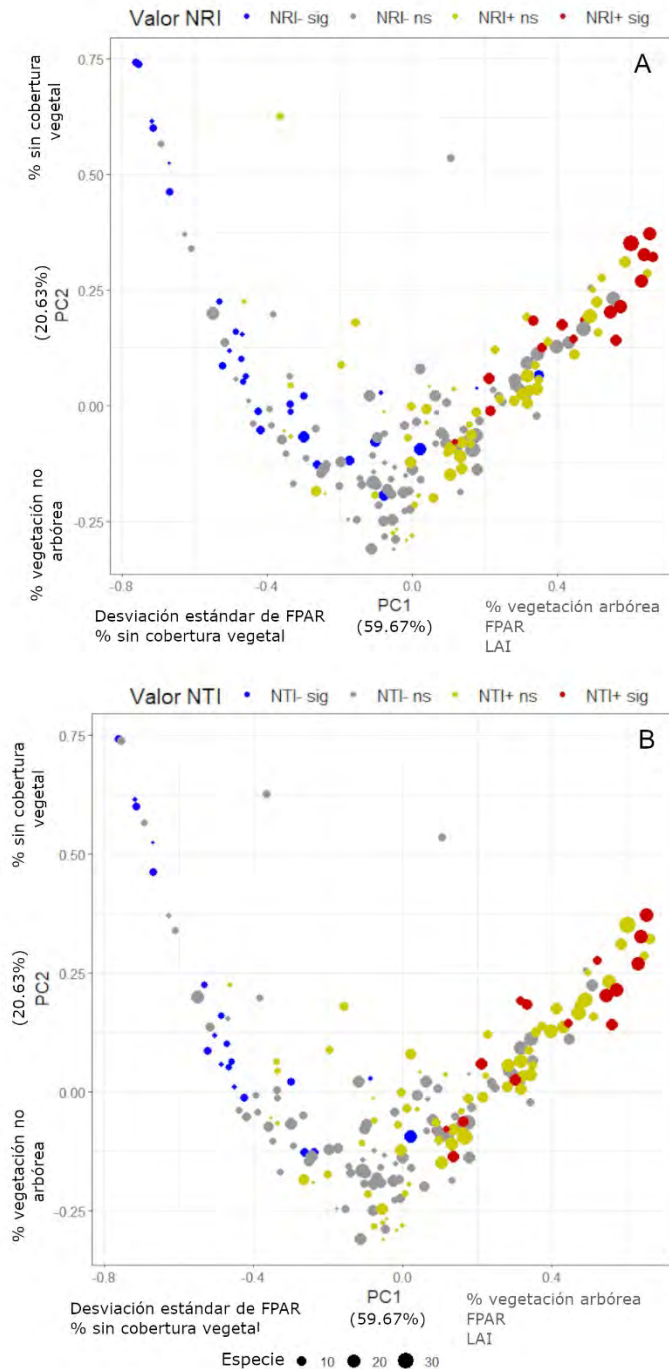 Valor NRI NRI- sig NRI- ns NRI+ ns NRI+ sig
A
0.75
0.50
0.25
0.00
-0.25
% sin cobertura
vegetal
(20.63%)
PC2
% vegetación no
arbórea
-0.8 -0.4 0.0 0.4
PC1
(59.67%)
Desviación estándar de FPAR
% sin cobertura vegetal
% vegetación arbórea
FPAR
LAI
Valor NTI NTI- sig NTI- ns NTI+ ns NTI+ sig
B
0.75
0.50
0.25
0.00
-0.25
% sin cobertura
vegetal
(20.63%)
PC2
% vegetación no
arbórea
-0.8 -0.4 0.0 0.4
PC1
(59.67%)
Desviación estándar de FPAR
% sin cobertura vegetal
% vegetación arbórea
FPAR
LAI
Especie 10 20 30